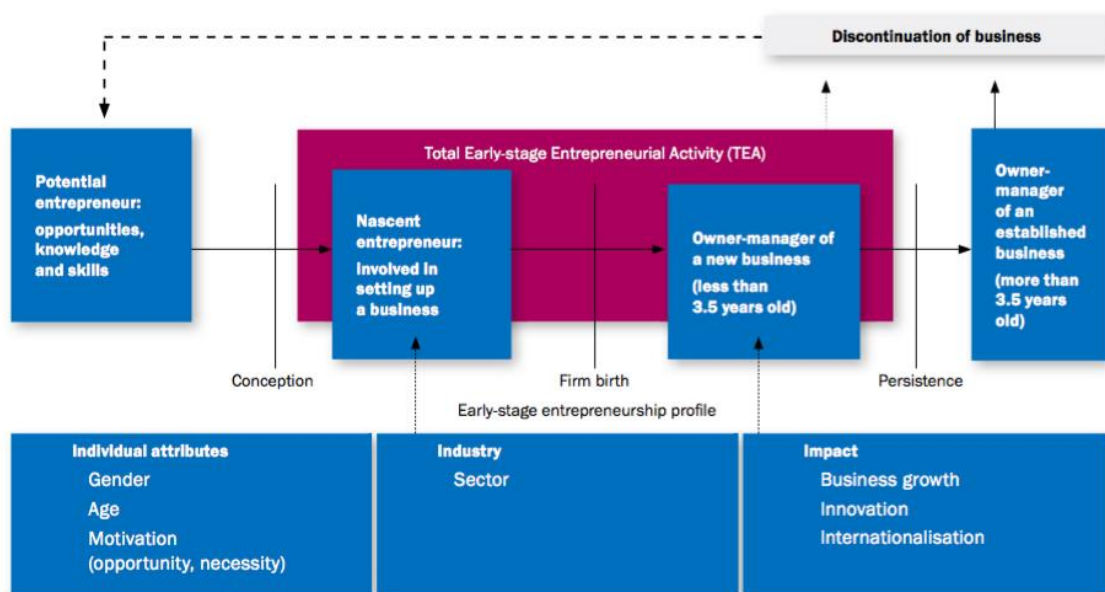 Discontinuation of business
Total Early-stage Entrepreneurial Activity (TEA)
Potential
entrepreneur:
opportunities,
knowledge
and skills
Nascent
entrepreneur:
Involved in
setting up
a business
Owner-manager of
a new business
(less than
3.5 years old)
Owner-
manager
of an
established
business
(more than
3.5 years
old)
Conception
Firm birth
Persistence
Early-stage entrepreneurship profile
Individual attributes
Gender
Age
Motivation
(opportunity, necessity)
Industry
Sector
Impact
Business growth
Innovation
Internationalisation